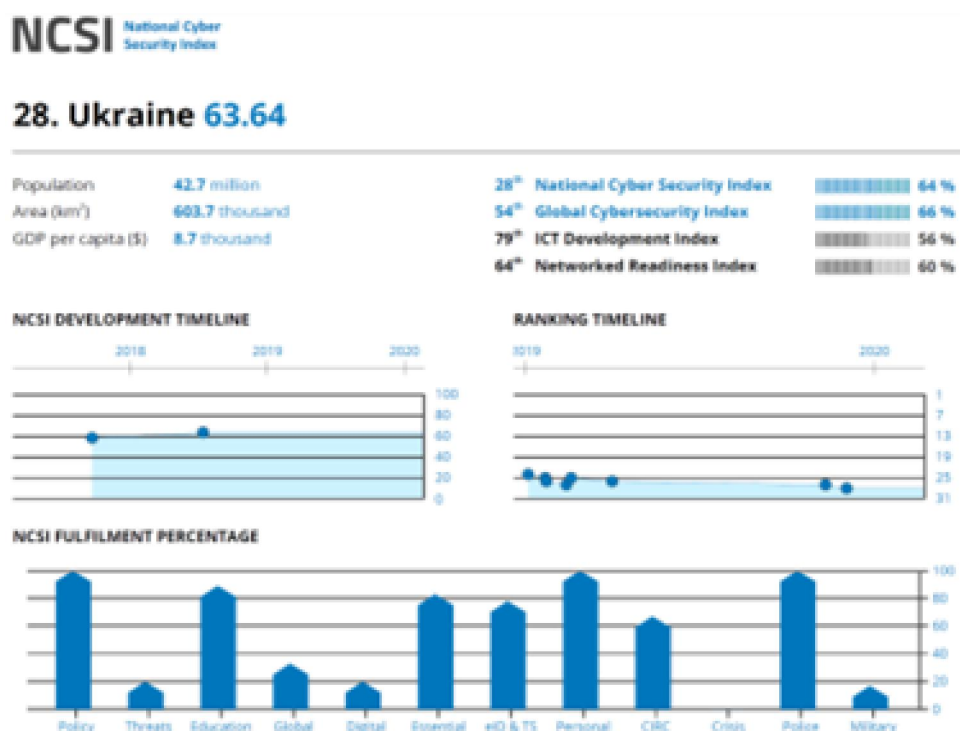 NCSI National Cyber
Security Index
28. Ukraine 63.64
Population 42.7 million
Area (km²) 603.7 thousand
GDP per capita ($) 8.7 thousand
28th National Cyber Security Index 64 %
54th Global Cybersecurity Index 66 %
79th ICT Development Index 56 %
64th Networked Readiness Index 60 %
NCSI DEVELOPMENT TIMELINE
2018 2019 2020
100
80
60
40
20
0
RANKING TIMELINE
2019 2020
1
7
13
19
25
31
NCSI FULFILMENT PERCENTAGE
100
80
60
40
20
0
Policy Threats Education Global Digital Essential eID & TS Personal CIRC Crisis Police Military